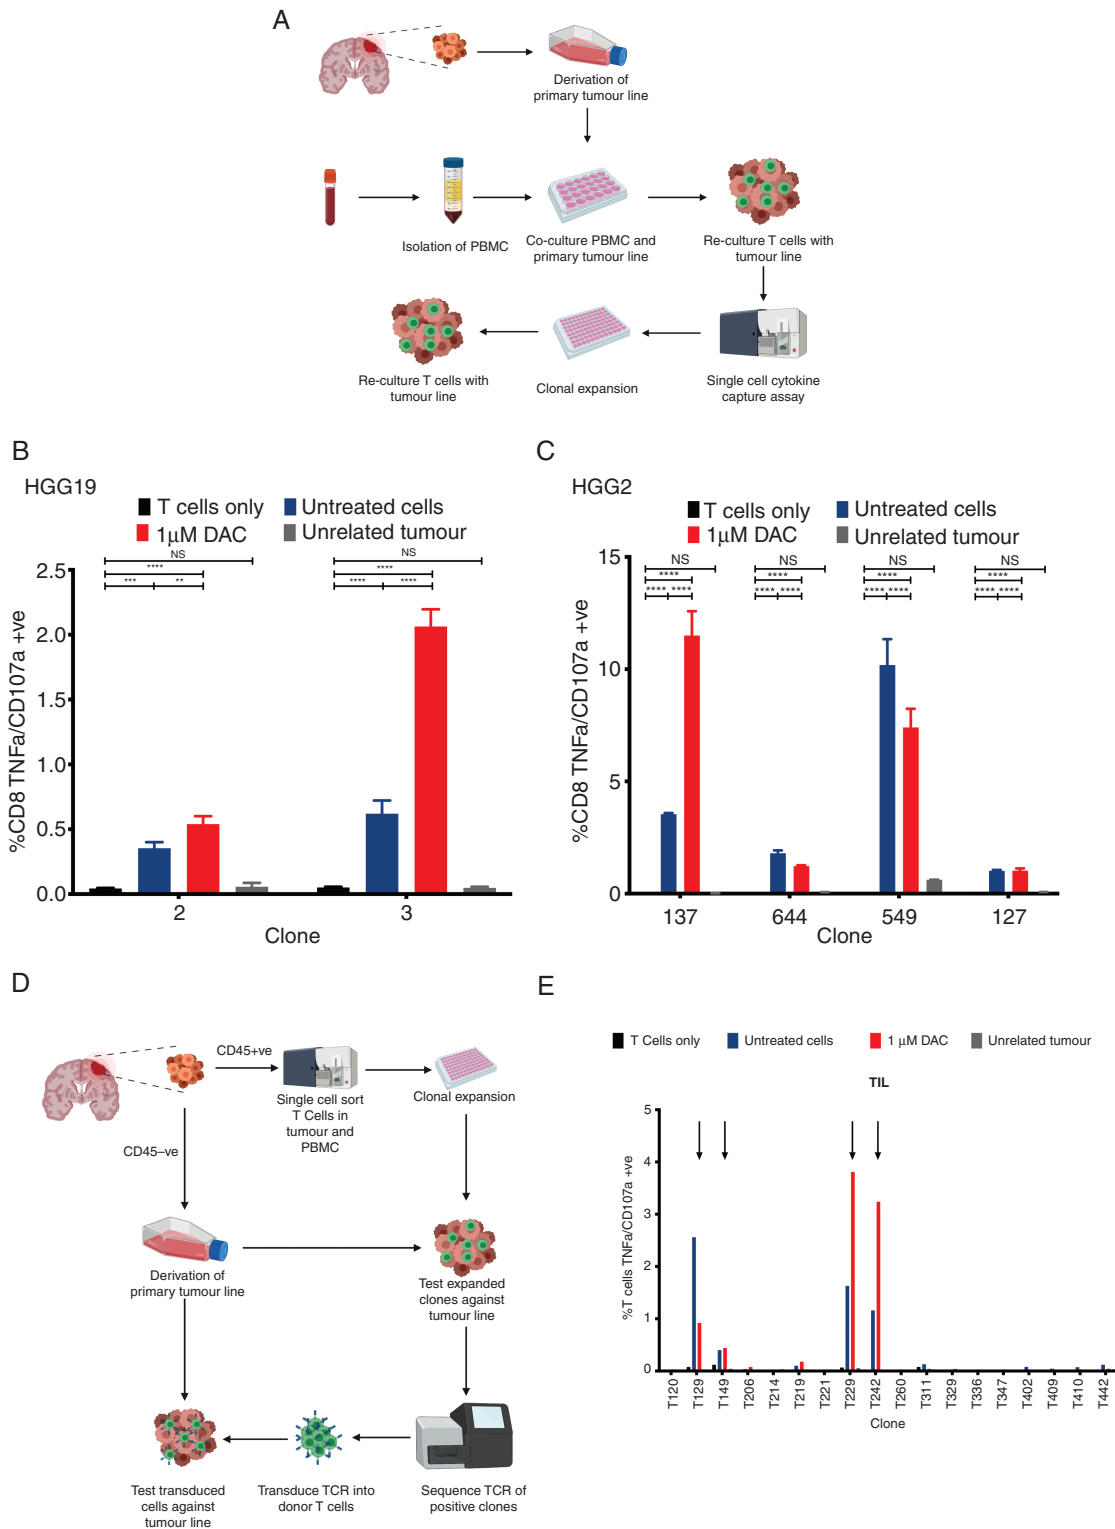 A
Derivation of
primary tumour line
Isolation of PBMC
Co-culture PBMC and
primary tumour line
Re-culture T cells with
tumour line
Re-culture T cells with
tumour line
Clonal expansion
Single cell cytokine
capture assay
B
HGG19
T cells only
Untreated cells
1μM DAC
Unrelated tumour
NS
****
*** **
NS
****
**** ****
%CD8 TNFa/CD107a +ve
2.5
2.0
1.5
1.0
0.5
0.0
2 3
Clone
C
HGG2
T cells only
Untreated cells
1μM DAC
Unrelated tumour
NS NS NS NS
**** **** **** ****
**** **** **** **** **** **** **** ****
%CD8 TNFa/CD107a +ve
15
10
5
0
137 644 549 127
Clone
D
CD45+ve
Single cell sort
T Cells in
tumour and
PBMC
Clonal expansion
CD45–ve
Derivation of
primary tumour line
Test expanded
clones against
tumour line
Test transduced
cells against
tumour line
Transduce TCR into
donor T cells
Sequence TCR of
positive clones
E
T Cells only
Untreated cells
1 μM DAC
Unrelated tumour
TIL
%T cells TNFa/CD107a +ve
5
4
3
2
1
0
T120 T129 T149 T206 T214 T219 T221 T229 T242 T260 T311 T329 T336 T347 T402 T409 T410 T442
Clone